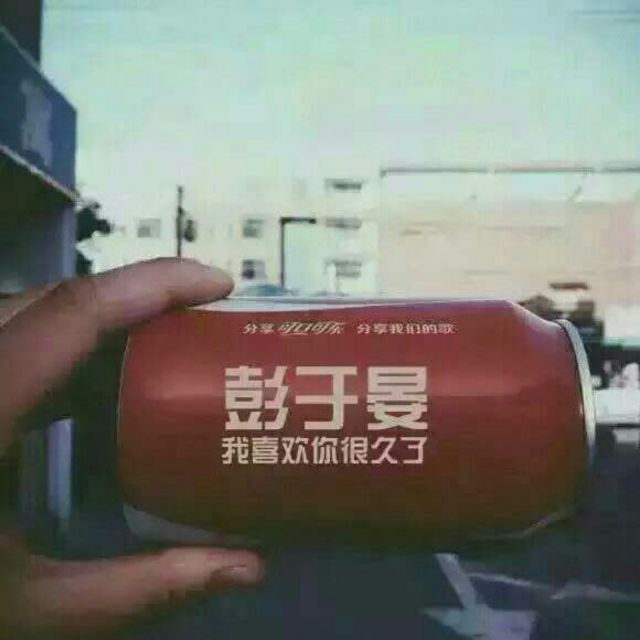 分享 可口可乐 分享我们的歌
彭于晏
我喜欢你很久了